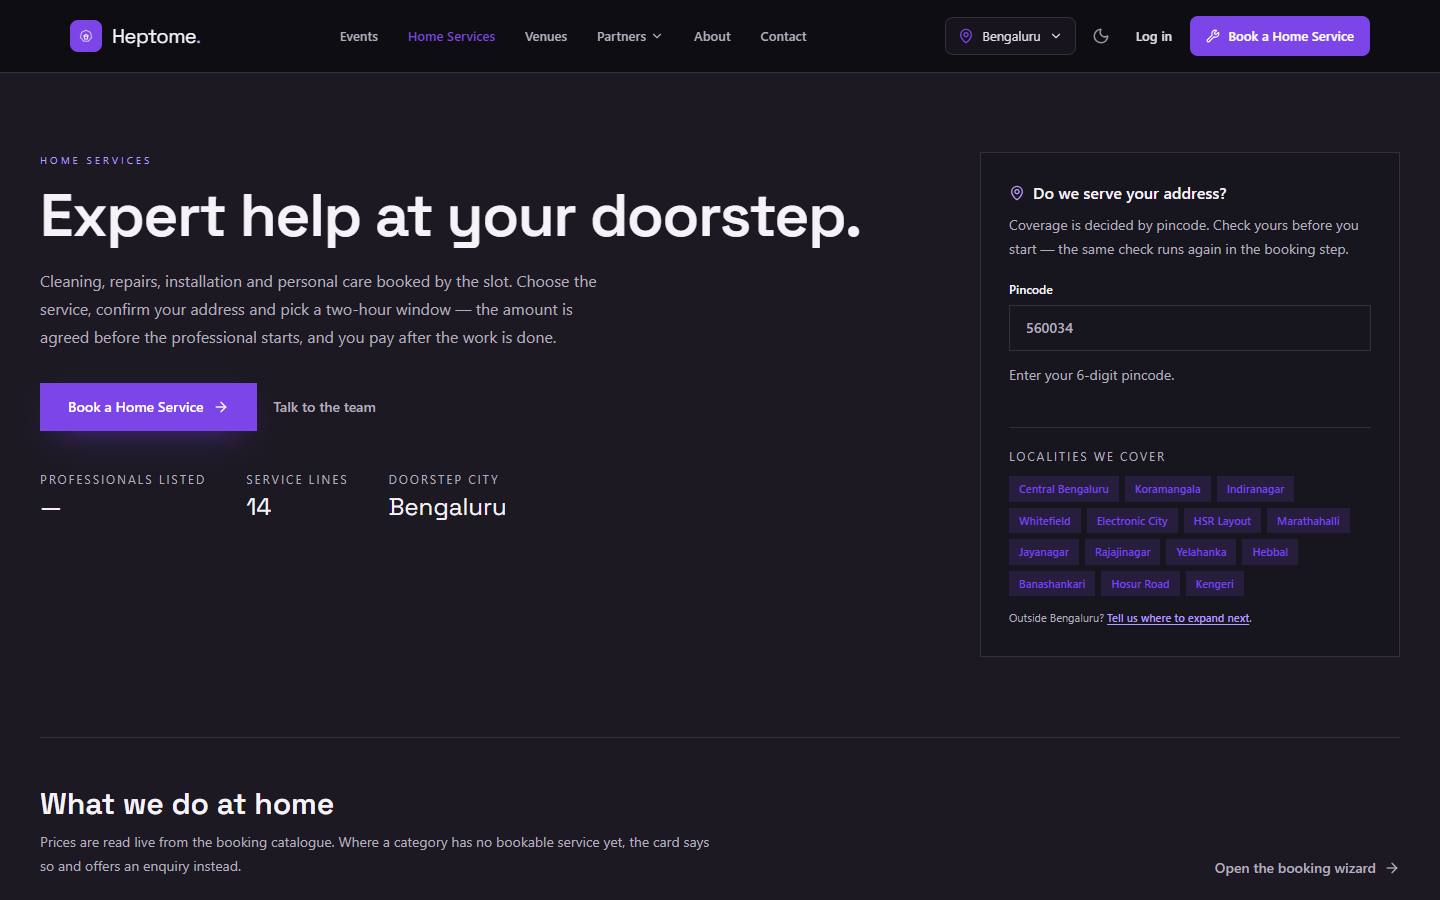 Heptome.
Events
Home Services
Venues
Partners
About
Contact
Bengaluru
Log in
Book a Home Service
HOME SERVICES
Expert help at your doorstep.
Cleaning, repairs, installation and personal care booked by the slot. Choose the
service, confirm your address and pick a two-hour window — the amount is
agreed before the professional starts, and you pay after the work is done.
Book a Home Service
Talk to the team
PROFESSIONALS LISTED
—
SERVICE LINES
14
DOORSTEP CITY
Bengaluru
Do we serve your address?
Coverage is decided by pincode. Check yours before you
start — the same check runs again in the booking step.
Pincode
560034
Enter your 6-digit pincode.
LOCALITIES WE COVER
Central Bengaluru
Koramangala
Indiranagar
Whitefield
Electronic City
HSR Layout
Marathahalli
Jayanagar
Rajajinagar
Yelahanka
Hebbal
Banashankari
Hosur Road
Kengeri
Outside Bengaluru? Tell us where to expand next.
What we do at home
Prices are read live from the booking catalogue. Where a category has no bookable service yet, the card says
so and offers an enquiry instead.
Open the booking wizard